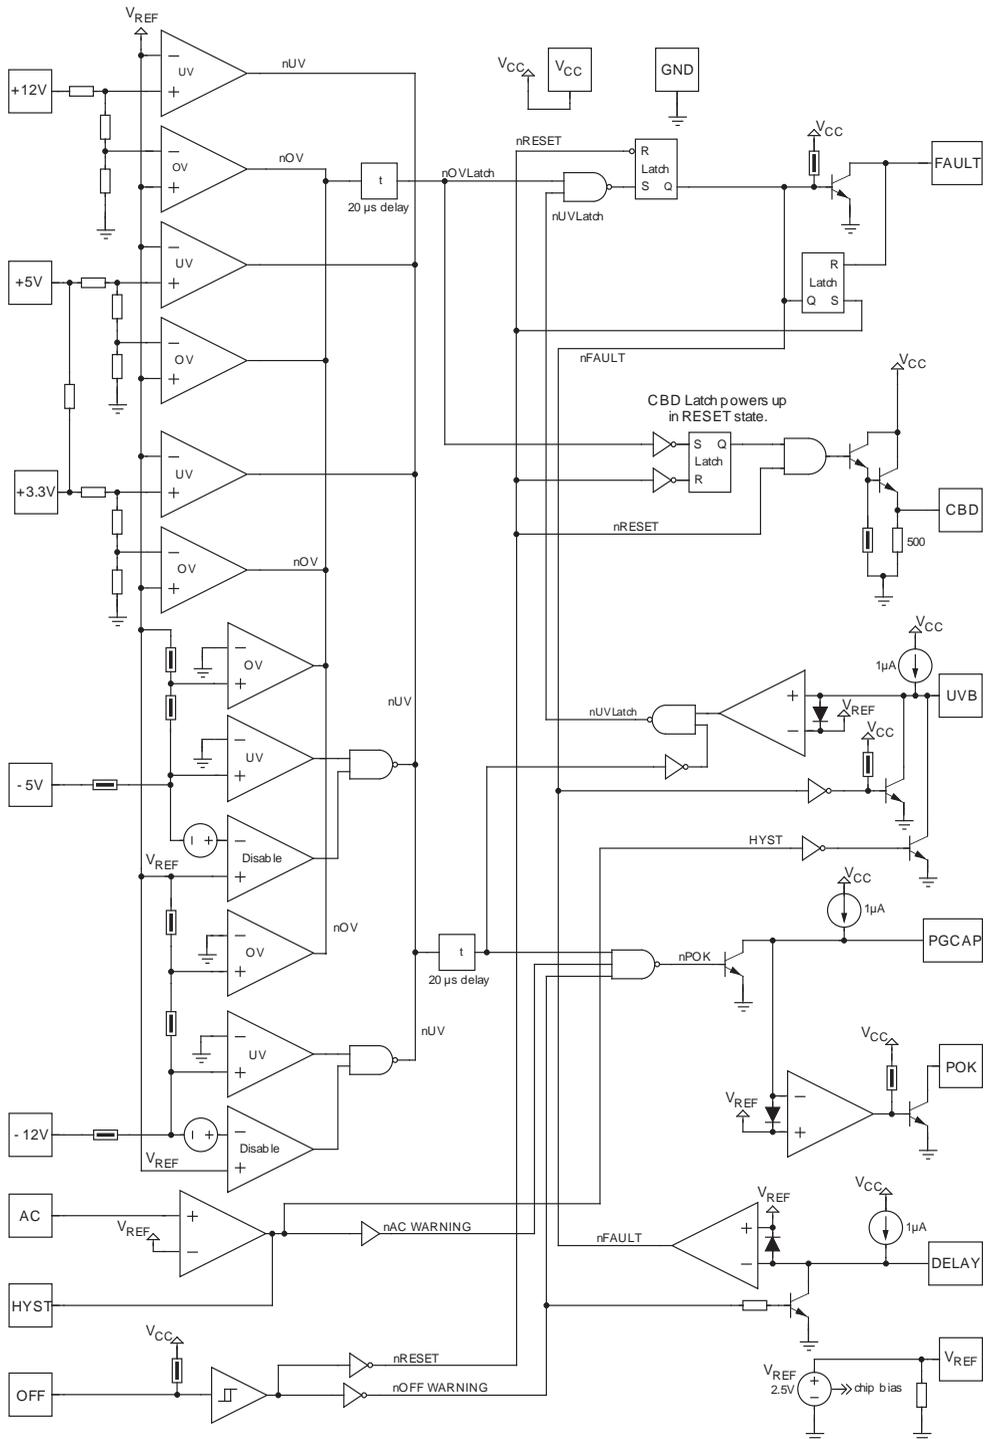 VREF
nUV
− UV +
+12V
VCC
VCC
GND
− OV +
nOV
t
20 µs delay
nOVLatch
nRESET
R
Latch
S Q
nUVLatch
VCC
FAULT
− UV +
+5V
R
Latch
Q S
− OV +
nFAULT
VCC
CBD Latch powers up
in RESET state.
S Q
Latch
R
− UV +
+3.3V
nRESET
CBD
500
− OV +
nOV
− OV +
VCC
1µA
UVB
nUV
+
−
VREF
VCC
nUVLatch
− UV +
- 5V
− +
− Disable +
VREF
HYST
VCC
1µA
PGCAP
− OV +
nOV
t
20 µs delay
nPOK
− UV +
nUV
VCC
POK
VREF
−
+
- 12V
− +
− Disable +
VREF
AC
+
−
VREF
nAC WARNING
nFAULT
VREF
+
−
VCC
1µA
DELAY
HYST
VCC
OFF
nRESET
nOFF WARNING
VREF
2.5V
+
−
chip bias
VREF